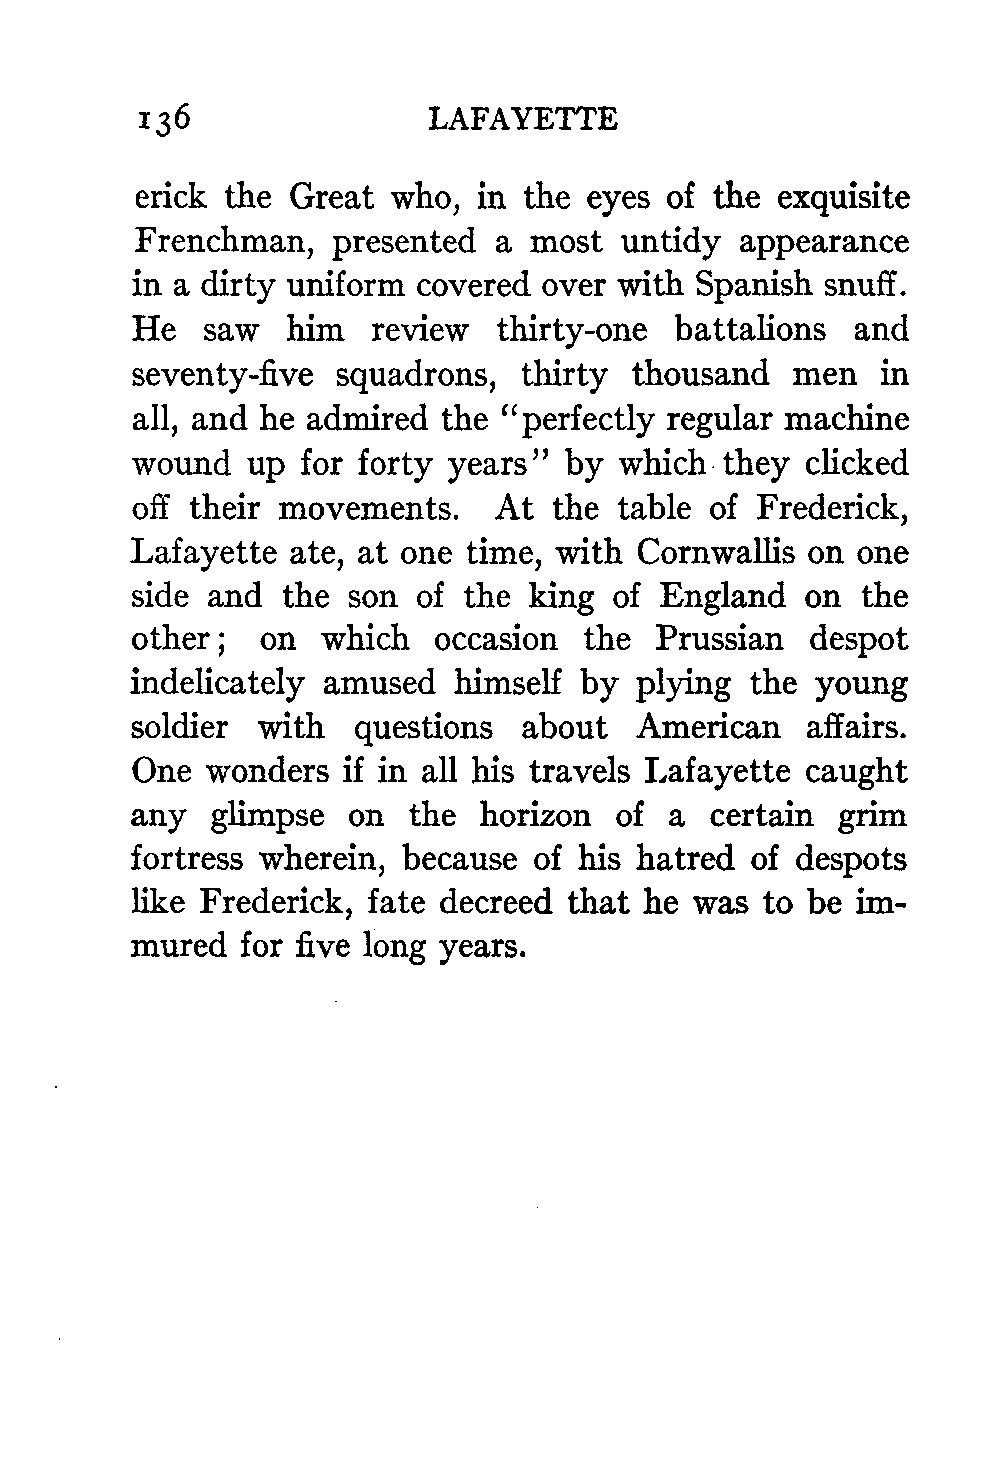 136 LAFAYETTE
erick the Great who, in the eyes of the exquisite
Frenchman, presented a most untidy appearance
in a dirty uniform covered over with Spanish snuff.
He saw him review thirty-one battalions and
seventy-five squadrons, thirty thousand men in
all, and he admired the "perfectly regular machine
wound up for forty years" by which they clicked
off their movements. At the table of Frederick,
Lafayette ate, at one time, with Cornwallis on one
side and the son of the king of England on the
other; on which occasion the Prussian despot
indelicately amused himself by plying the young
soldier with questions about American affairs.
One wonders if in all his travels Lafayette caught
any glimpse on the horizon of a certain grim
fortress wherein, because of his hatred of despots
like Frederick, fate decreed that he was to be im-
mured for five long years.